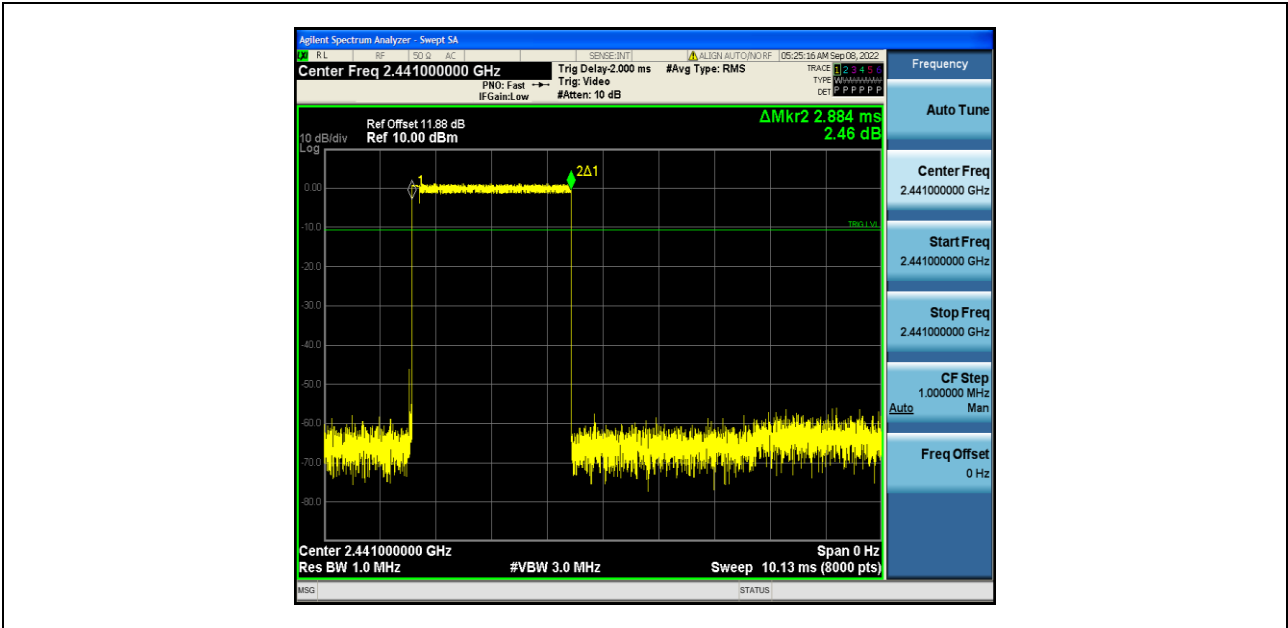 Agilent Spectrum Analyzer - Swept SA
RL RF 50 Ω AC SENSE:INT ALIGN AUTO/NO RF 05:25:16 AM Sep 08, 2022
Center Freq 2.441000000 GHz
PNO: Fast
IFGain:Low
Trig Delay-2.000 ms
Trig: Video
#Atten: 10 dB
#Avg Type: RMS
TRACE 1 2 3 4 5 6
TYPE
DET P P P P P P
ΔMkr2 2.884 ms
2.46 dB
Ref Offset 11.88 dB
10 dB/div Ref 10.00 dBm
Log
1
2Δ1
TRIG LVL
0.00
-10.0
-20.0
-30.0
-40.0
-50.0
-60.0
-70.0
-80.0
Center 2.441000000 GHz Span 0 Hz
Res BW 1.0 MHz #VBW 3.0 MHz Sweep 10.13 ms (8000 pts)
MSG STATUS
Frequency
Auto Tune
Center Freq
2.441000000 GHz
Start Freq
2.441000000 GHz
Stop Freq
2.441000000 GHz
CF Step
1.000000 MHz
Auto Man
Freq Offset
0 Hz